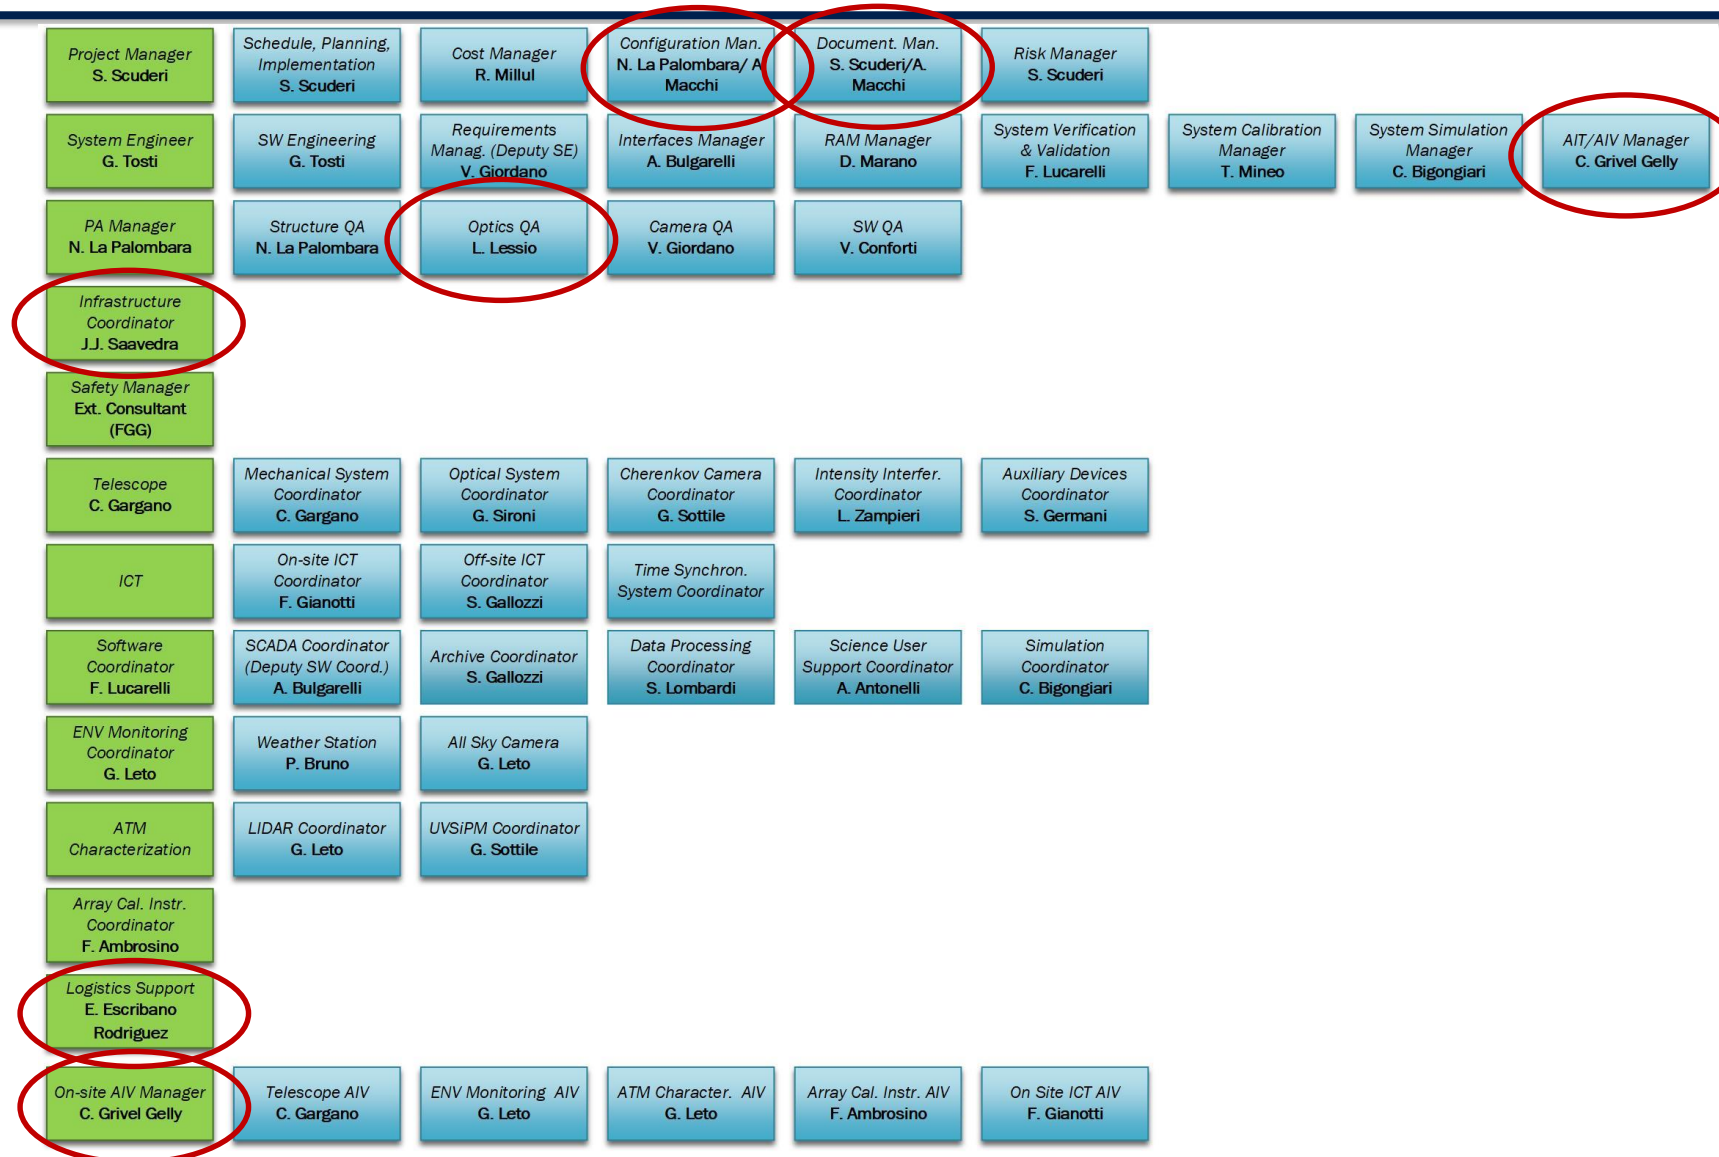 Project Manager
S. Scuderi
Schedule, Planning,
Implementation
S. Scuderi
Cost Manager
R. Millul
Configuration Man.
N. La Palombara/ A
Macchi
Document. Man.
S. Scuderi/A.
Macchi
Risk Manager
S. Scuderi
System Engineer
G. Tosti
SW Engineering
G. Tosti
Requirements
Manag. (Deputy SE)
V. Giordano
Interfaces Manager
A. Bulgarelli
RAM Manager
D. Marano
System Verification
& Validation
F. Lucarelli
System Calibration
Manager
T. Mineo
System Simulation
Manager
C. Bigongiari
AIT/AIV Manager
C. Grivel Gelly
PA Manager
N. La Palombara
Structure QA
N. La Palombara
Optics QA
L. Lessio
Camera QA
V. Giordano
SW QA
V. Conforti
Infrastructure
Coordinator
J.J. Saavedra
Safety Manager
Ext. Consultant
(FGG)
Telescope
C. Gargano
Mechanical System
Coordinator
C. Gargano
Optical System
Coordinator
G. Sironi
Cherenkov Camera
Coordinator
G. Sottile
Intensity Interfer.
Coordinator
L. Zampieri
Auxiliary Devices
Coordinator
S. Germani
ICT
On-site ICT
Coordinator
F. Gianotti
Off-site ICT
Coordinator
S. Gallozzi
Time Synchron.
System Coordinator
Software
Coordinator
F. Lucarelli
SCADA Coordinator
(Deputy SW Coord.)
A. Bulgarelli
Archive Coordinator
S. Gallozzi
Data Processing
Coordinator
S. Lombardi
Science User
Support Coordinator
A. Antonelli
Simulation
Coordinator
C. Bigongiari
ENV Monitoring
Coordinator
G. Leto
Weather Station
P. Bruno
All Sky Camera
G. Leto
ATM
Characterization
LIDAR Coordinator
G. Leto
UVSiPM Coordinator
G. Sottile
Array Cal. Instr.
Coordinator
F. Ambrosino
Logistics Support
E. Escribano
Rodriguez
On-site AIV Manager
C. Grivel Gelly
Telescope AIV
C. Gargano
ENV Monitoring AIV
G. Leto
ATM Character. AIV
G. Leto
Array Cal. Instr. AIV
F. Ambrosino
On Site ICT AIV
F. Gianotti